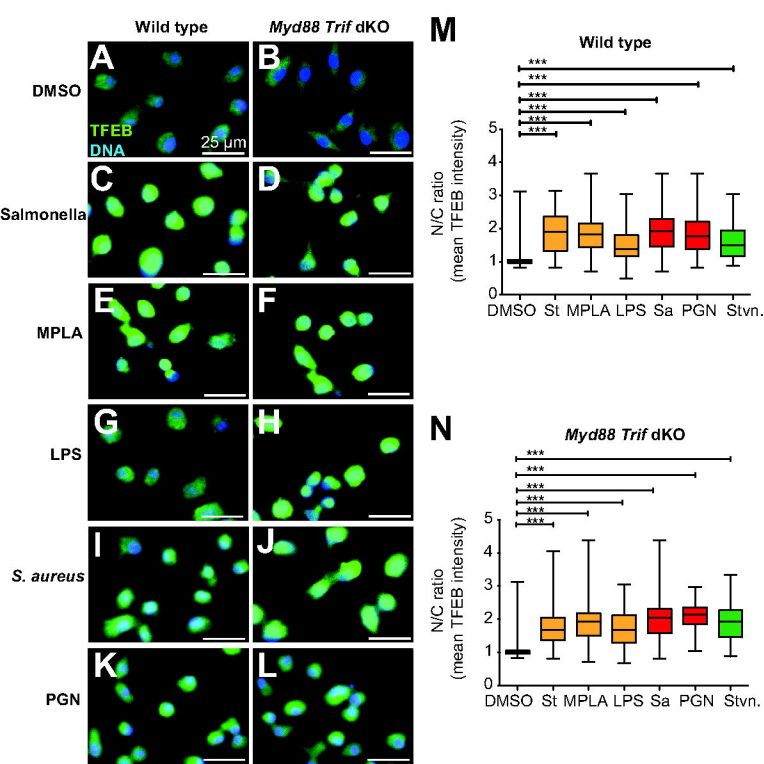 Wild type
Myd88 Trif dKO
DMSO
A
B
TFEB
DNA
25 µm
Salmonella
C
D
MPLA
E
F
LPS
G
H
S. aureus
I
J
PGN
K
L
M
Wild type
***
***
***
***
***
***
N/C ratio
(mean TFEB intensity)
5
4
3
2
1
0
DMSO St MPLA LPS Sa PGN Stvn.
N
Myd88 Trif dKO
***
***
***
***
***
***
N/C ratio
(mean TFEB intensity)
5
4
3
2
1
0
DMSO St MPLA LPS Sa PGN Stvn.